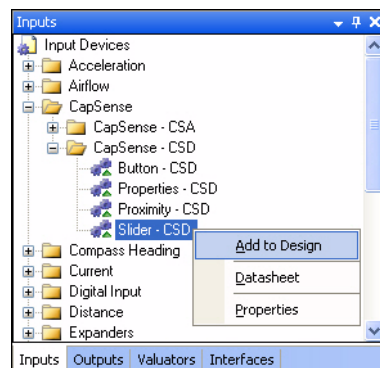 Inputs
Input Devices
Acceleration
Airflow
CapSense
CapSense - CSA
CapSense - CSD
Button - CSD
Properties - CSD
Proximity - CSD
Slider - CSD
Add to Design
Compass Heading
Current
Datasheet
Digital Input
Distance
Properties
Expanders
Inputs Outputs Valuators Interfaces